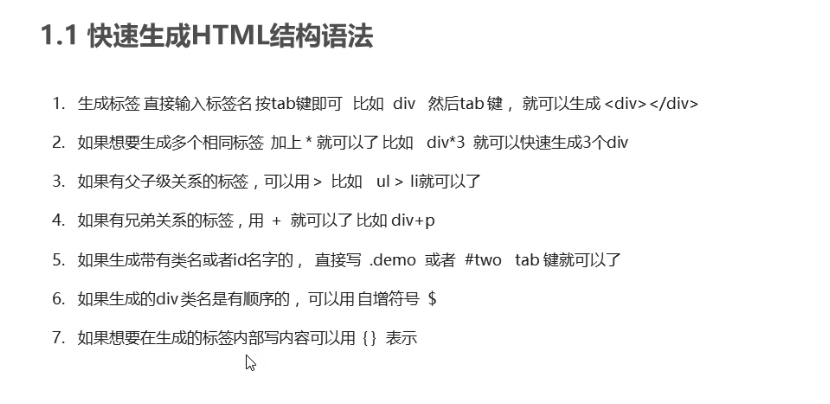 1.1 快速生成HTML结构语法
1. 生成标签 直接输入标签名 按tab键即可 比如 div 然后tab 键， 就可以生成 <div></div>
2. 如果想要生成多个相同标签 加上 * 就可以了 比如 div*3 就可以快速生成3个div
3. 如果有父子级关系的标签，可以用 > 比如 ul > li就可以了
4. 如果有兄弟关系的标签，用 + 就可以了 比如 div+p
5. 如果生成带有类名或者id名字的， 直接写 .demo 或者 #two tab 键就可以了
6. 如果生成的div 类名是有顺序的， 可以用 自增符号 $
7. 如果想要在生成的标签内部写内容可以用 { } 表示